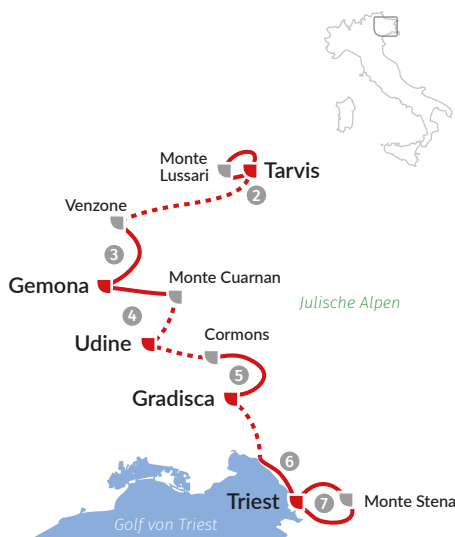 Monte
Lussari
Tarvis
2
Venzone
3
Gemona
Monte Cuarnan
Julische Alpen
4
Udine
Cormons
5
Gradisca
6
Triest
7
Monte Stena
Golf von Triest